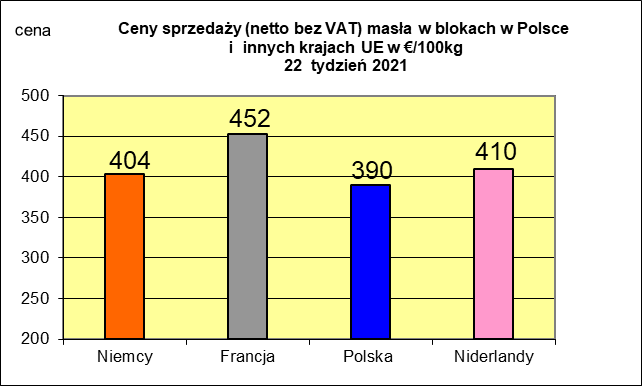 cena
Ceny sprzedaży (netto bez VAT) masła w blokach w Polsce
i innych krajach UE w €/100kg
22 tydzień 2021
500
450
400
350
300
250
200
404
452
390
410
Niemcy
Francja
Polska
Niderlandy